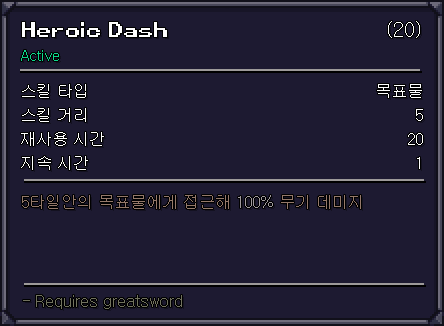 Heroic Dash (20)
Active
스킬 타입 목표물
스킬 거리 5
재사용 시간 20
지속 시간 1
5타일안의 목표물에게 접근해 100% 무기 데미지
- Requires greatsword